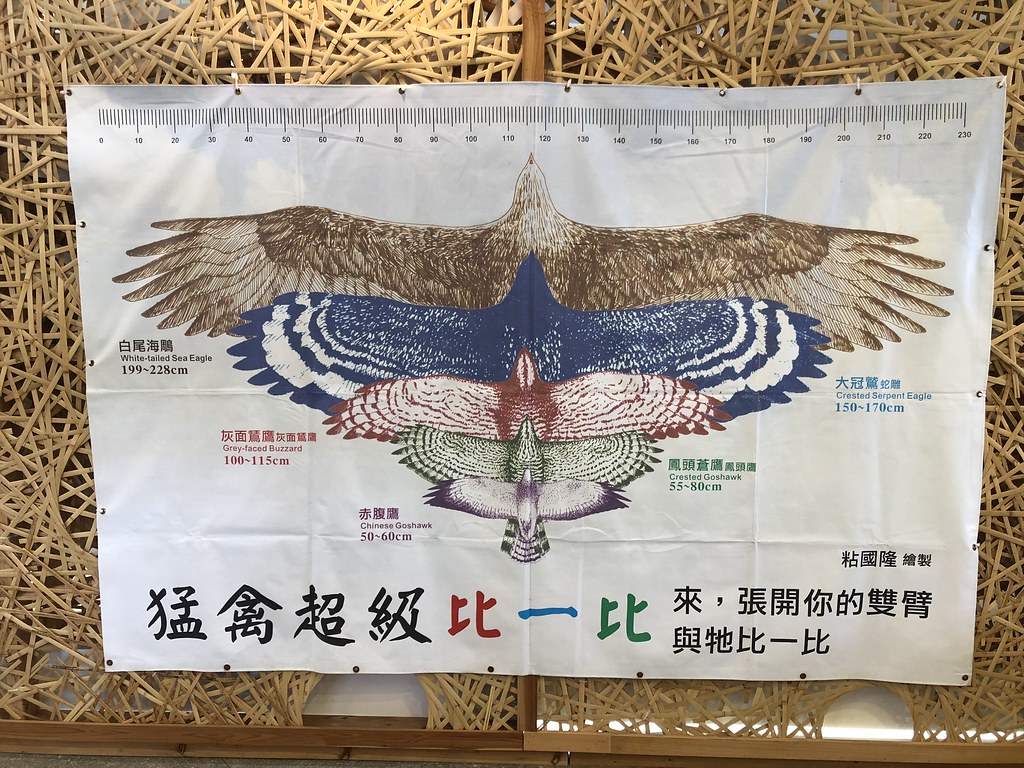 0 10 20 30 40 50 60 70 80 90 100 110 120 130 140 150 160 170 180 190 200 210 220 230
白尾海鵰
White-tailed Sea Eagle
199~228cm
大冠鷲 蛇雕
Crested Serpent Eagle
150~170cm
灰面鵟鷹 灰面鵟鷹
Grey-faced Buzzard
100~115cm
鳳頭蒼鷹 鳳頭鷹
Crested Goshawk
55~80cm
赤腹鷹
Chinese Goshawk
50~60cm
粘國隆 繪製
猛禽超級比一比
來，張開你的雙臂
與牠比一比